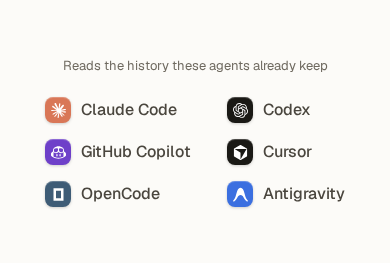 Reads the history these agents already keep
Claude Code
Codex
GitHub Copilot
Cursor
OpenCode
Antigravity